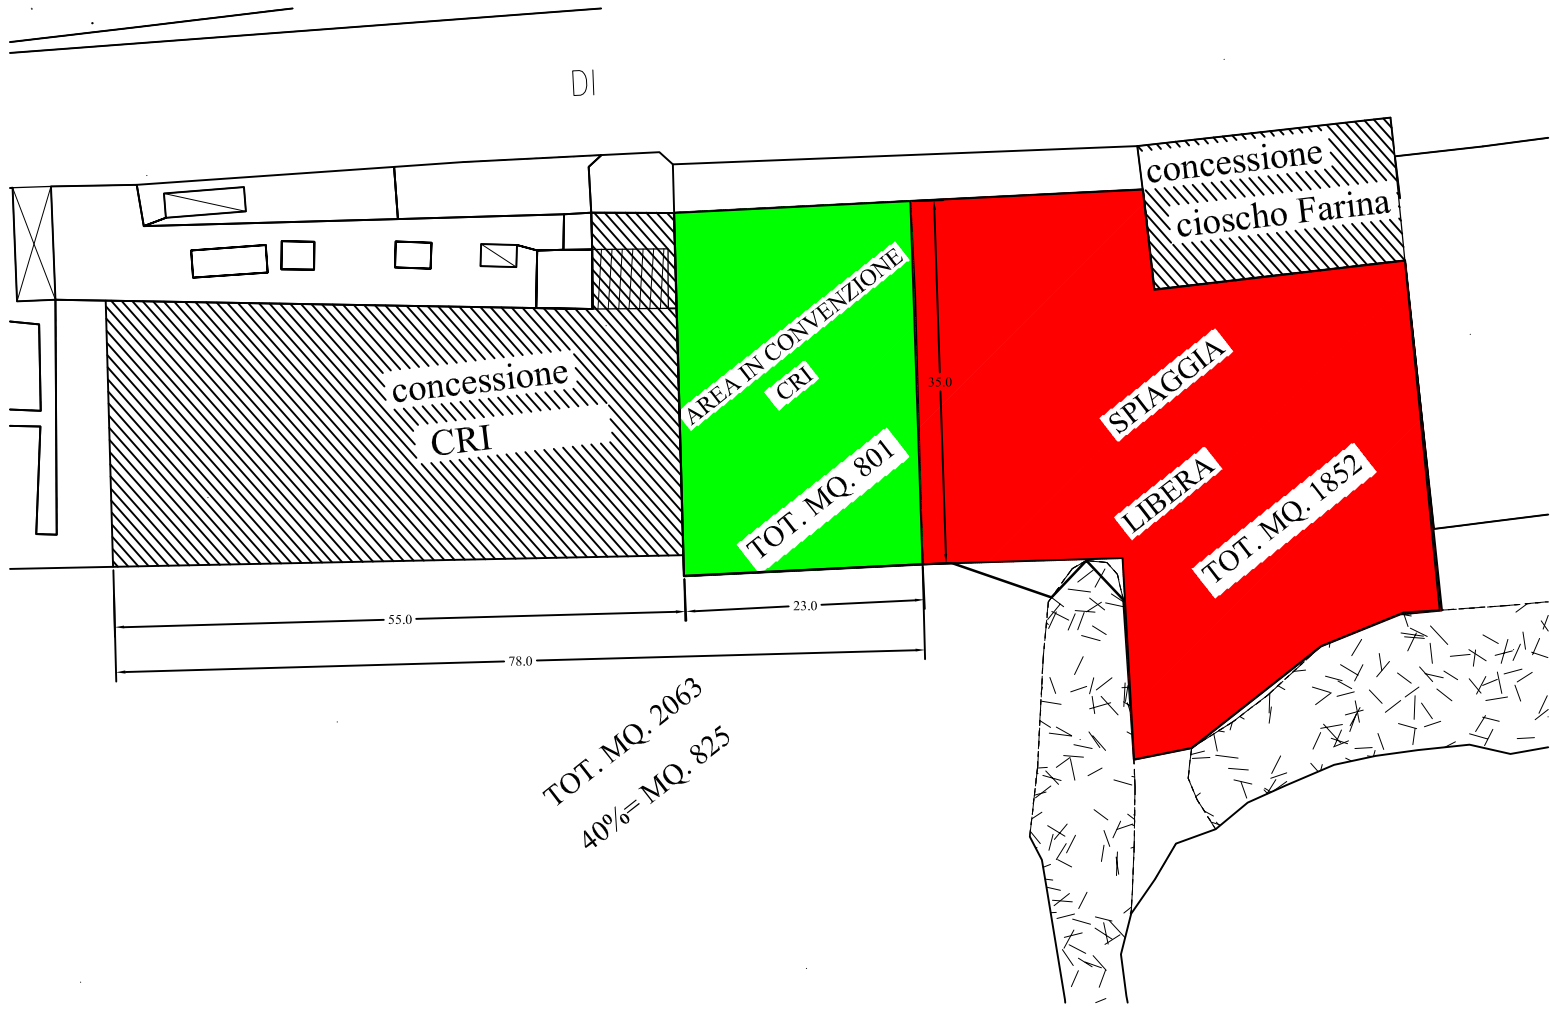 DI
concessione
cioscho Farina
AREA IN CONVENZIONE
CRI
TOT. MQ. 801
35.0
SPIAGGIA
LIBERA
TOT. MQ. 1852
concessione
CRI
55.0
23.0
78.0
TOT. MQ. 2063
40%= MQ. 825